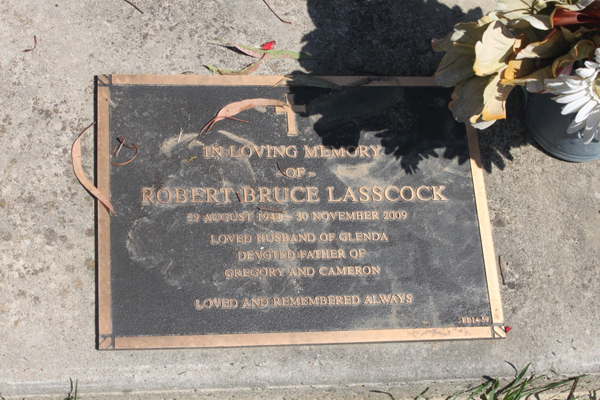 IN LOVING MEMORY
OF
ROBERT BRUCE LASSCOCK
AUGUST - 30 NOVEMBER 2009
LOVED HUSBAND OF GLENDA
DEVOTED FATHER OF
GREGORY AND CAMERON
LOVED AND REMEMBERED ALWAYS